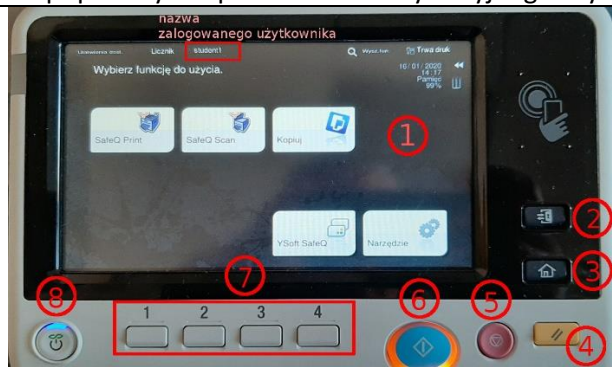 nazwa
zalogowanego użytkownika
Licznik student1 Trwa druk
Wybierz funkcję do użycia.
16/01/2020
14:17
Pamięć
99%
SafeQ Print SafeQ Scan Kopiuj
1
YSoft SafeQ Narzędzie
2
3
7
8 6 5
1 2 3 4
4